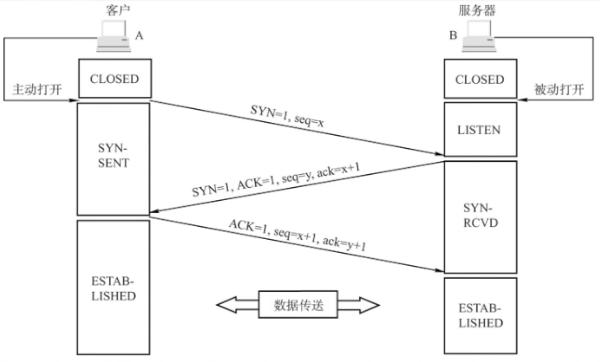 客户
服务器
A
B
CLOSED
CLOSED
主动打开
被动打开
SYN=1, seq=x
LISTEN
SYN-
SENT
SYN=1, ACK=1, seq=y, ack=x+1
SYN-
RCVD
ACK=1, seq=x+1, ack=y+1
ESTAB-
LISHED
数据传送
ESTAB-
LISHED